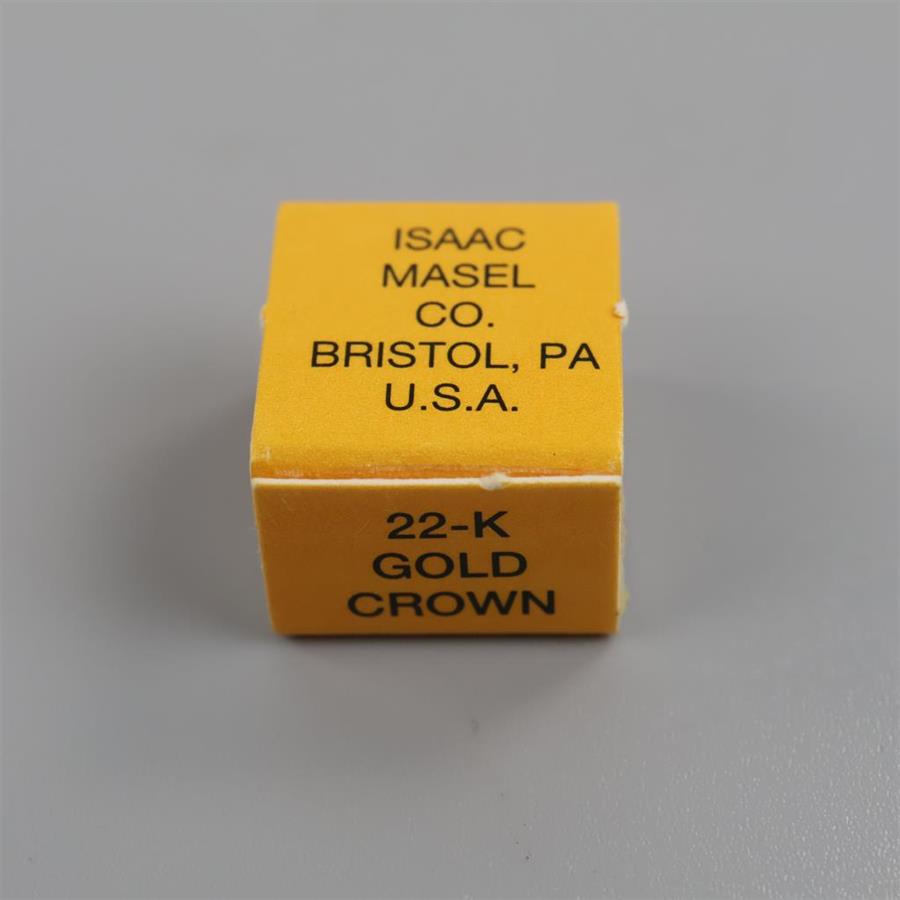 ISAAC
MASEL
CO.
BRISTOL, PA
U.S.A.
22-K
GOLD
CROWN